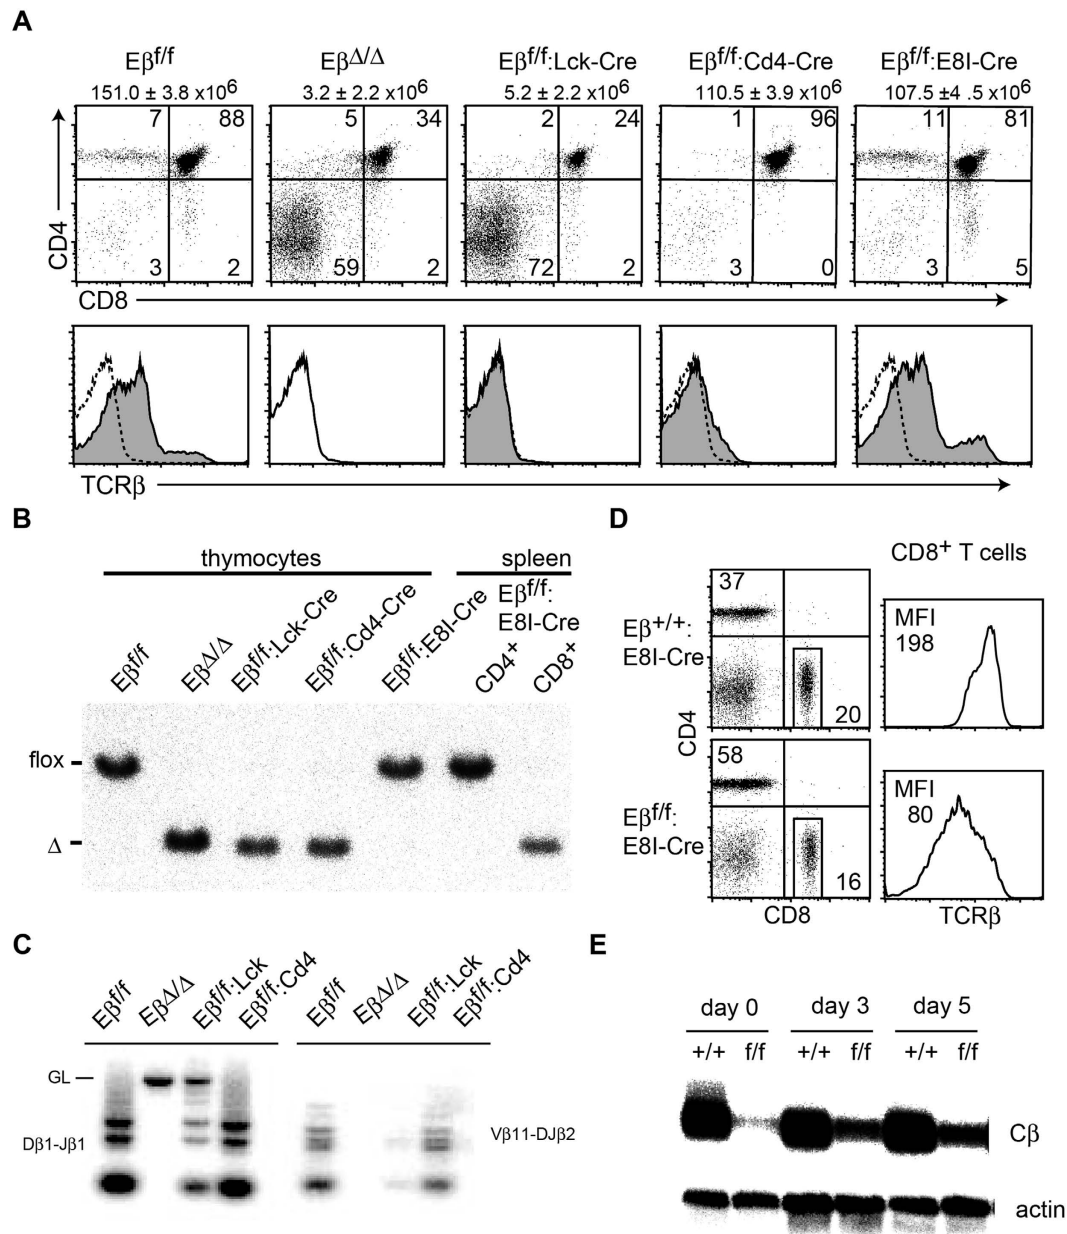 A
Eβf/f
EβΔ/Δ
Eβf/f:Lck-Cre
Eβf/f:Cd4-Cre
Eβf/f:E8I-Cre
151.0 ± 3.8 x10⁶
3.2 ± 2.2 x10⁶
5.2 ± 2.2 x10⁶
110.5 ± 3.9 x10⁶
107.5 ±4 .5 x10⁶
7 88 5 34 2 24 1 96 11 81
CD4
3 2 59 2 72 2 3 0 3 5
CD8
TCRβ
B
thymocytes
spleen
Eβf/f
EβΔ/Δ
Eβf/f:Lck-Cre
Eβf/f:Cd4-Cre
Eβf/f:E8I-Cre
Eβf/f:
E8I-Cre
CD4⁺
CD8⁺
flox
Δ
C
Eβf/f
EβΔ/Δ
Eβf/f:Lck
Eβf/f:Cd4
Eβf/f
EβΔ/Δ
Eβf/f:Lck
Eβf/f:Cd4
GL
Dβ1-Jβ1
Vβ11-DJβ2
D
CD8⁺ T cells
Eβ+/+:
E8I-Cre
37
20
MFI
198
CD4
Eβf/f:
E8I-Cre
58
16
MFI
80
CD8
TCRβ
E
day 0 day 3 day 5
+/+ f/f +/+ f/f +/+ f/f
Cβ
actin